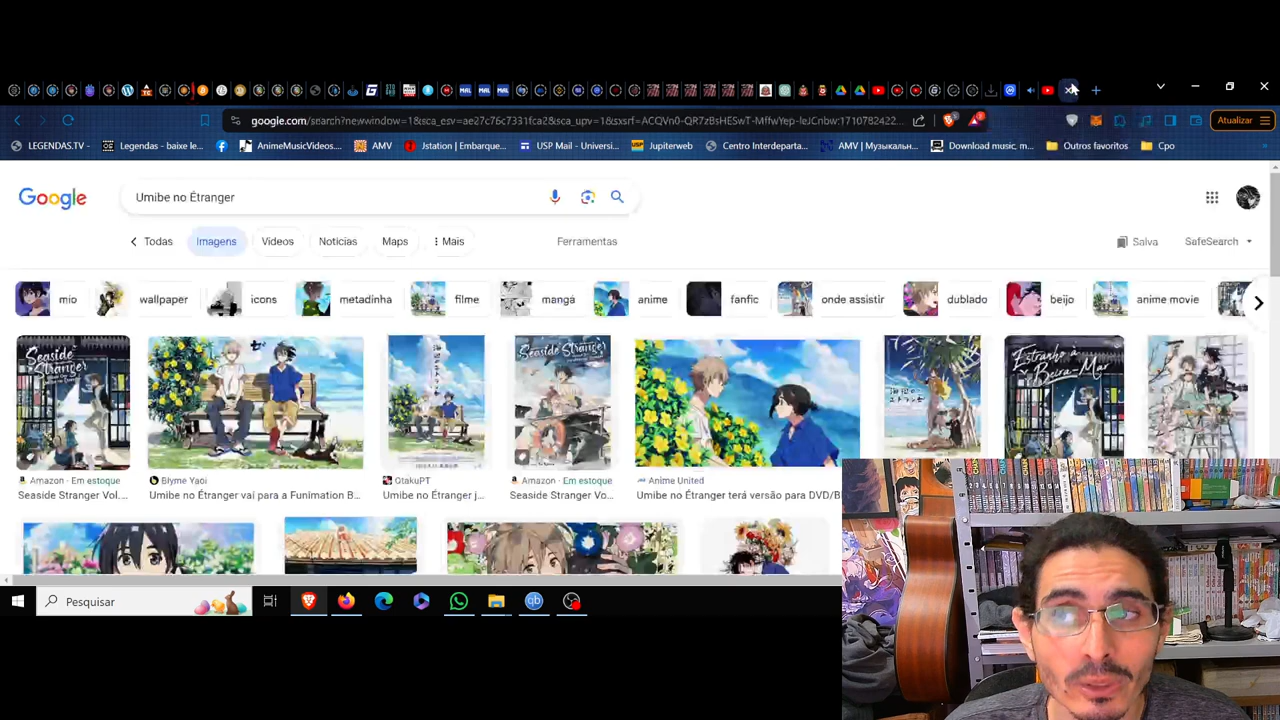 google.com/search?newwindow=1&sca_esv=ae27c76c7331fca2&sca_upv=1&sxsrf=ACQVn0-QR7zBsHESwT-MffwYep-leJCnbw:1710782422...
Atualizar
LEGENDAS.TV -
Legendas - baixe le...
AnimeMusicVideos...
AMV
Jstation | Embarque...
USP Mail - Universi...
Jupiterweb
Centro Interdeparta...
AMV | Музыкальн...
Download music, m...
Outros favoritos
Cpo
Google
Umibe no Étranger
Todas
Imagens
Vídeos
Notícias
Maps
Mais
Ferramentas
Salva
SafeSearch
mio
wallpaper
icons
metadinha
filme
mangá
anime
fanfic
onde assistir
dublado
beijo
anime movie
Seaside Stranger
Seaside Stranger
Estranho à Beira-Mar
Amazon · Em estoque
Seaside Stranger Vol....
Blyme Yaoi
Umibe no Étranger vai para a Funimation B...
OtakuPT
Umibe no Étranger j...
Amazon · Em estoque
Seaside Stranger Vo...
Anime United
Umibe no Étranger terá versão para DVD/B
Pesquisar